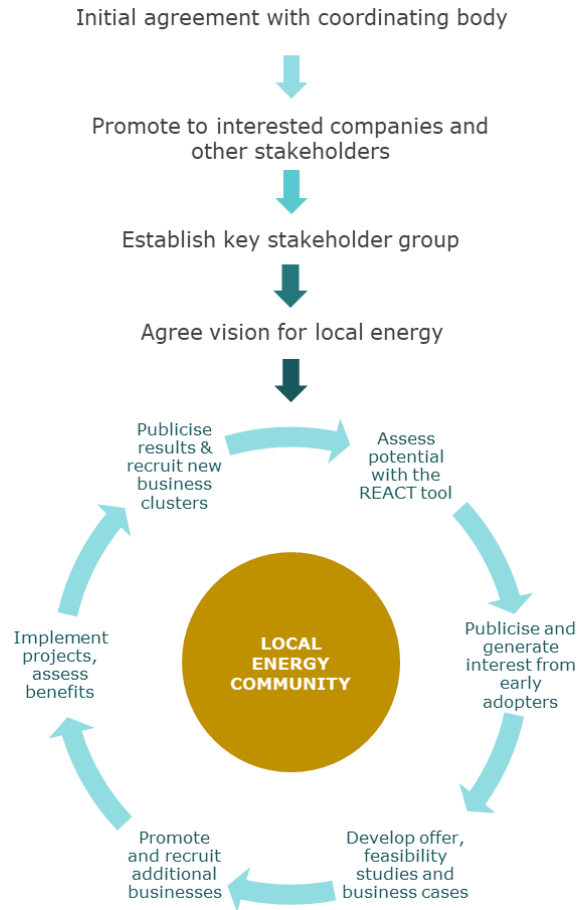 Initial agreement with coordinating body
Promote to interested companies and
other stakeholders
Establish key stakeholder group
Agree vision for local energy
Publicise
results &
recruit new
business
clusters
Assess
potential
with the
REACT tool
Publicise and
generate
interest from
early
adopters
Develop offer,
feasibility
studies and
business cases
Promote
and recruit
additional
businesses
Implement
projects,
assess
benefits
LOCAL
ENERGY
COMMUNITY